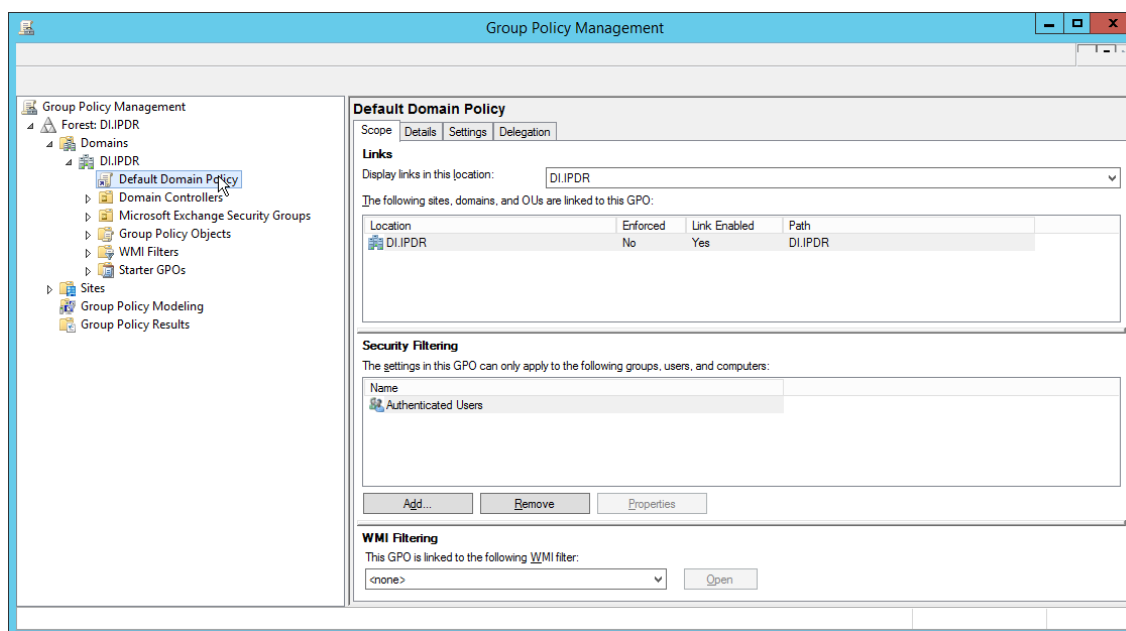 Group Policy Management
Group Policy Management
Forest: DI.IPDR
Domains
DI.IPDR
Default Domain Policy
Domain Controllers
Microsoft Exchange Security Groups
Group Policy Objects
WMI Filters
Starter GPOs
Sites
Group Policy Modeling
Group Policy Results
Default Domain Policy
Scope Details Settings Delegation
Links
Display links in this location: DI.IPDR
The following sites, domains, and OUs are linked to this GPO:
Location Enforced Link Enabled Path
DI.IPDR No Yes DI.IPDR
Security Filtering
The settings in this GPO can only apply to the following groups, users, and computers:
Name
Authenticated Users
Add... Remove Properties
WMI Filtering
This GPO is linked to the following WMI filter:
<none> Open